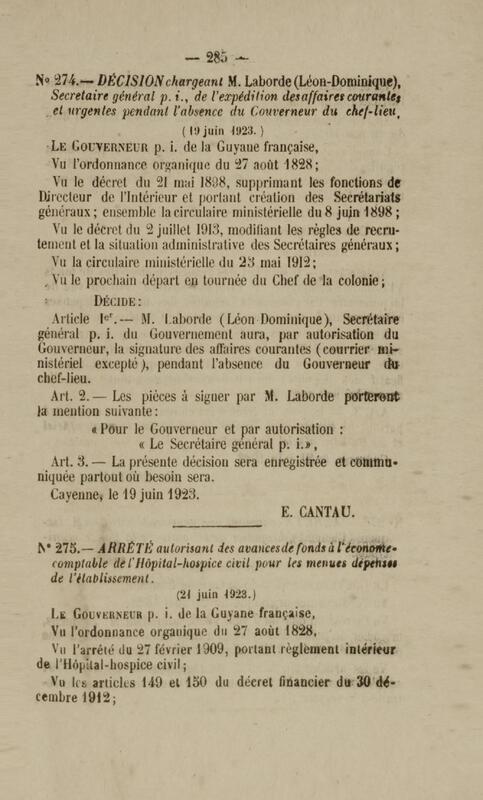 — 285 —
No 274.— DÉCISION chargeant M. Laborde (Léon-Dominique),
Secretaire général p. i., de l'expédition des affaires courantes
et urgentes pendant l'absence du Gouverneur du chef-lieu.
(19 juin 1923.)
LE GOUVERNEUR p. i. de la Guyane française,
Vu l'ordonnance organique du 27 août 1828;
Vu le décret du 21 mai 1898, supprimant les fonctions de
Directeur de l'Intérieur et portant création des Secrétariats
généraux; ensemble la circulaire ministérielle du 8 juin 1898;
Vu le décret du 2 juillet 1913, modifiant les règles de recru-
tement et la situation administrative des Secrétaires généraux;
Vu la circulaire ministérielle du 23 mai 1912;
Vu le prochain départ en tournée du Chef de la colonie;
DÉCIDE:
Article 1er.— M. Laborde (Léon Dominique), Secrétaire
général p. i. du Gouvernement aura, par autorisation du
Gouverneur, la signature des affaires courantes (courrier mi-
nistériel excepté), pendant l'absence du Gouverneur du
chef-lieu.
Art. 2.— Les pièces à signer par M. Laborde porteront
la mention suivante:
«Pour le Gouverneur et par autorisation :
« Le Secrétaire général p. i.»,
Art. 3.— La présente décision sera enregistrée et commu-
niquée partout où besoin sera.
Cayenne, le 19 juin 1923.
E. CANTAU.
N° 275.— ARRÊTÉ autorisant des avances de fonds à l'économe-
comptable de l'Hôpital-hospice civil pour les menues dépenses
de l'établissement.
(21 juin 1923.)
LE GOUVERNEUR p. i. de la Guyane française,
Vu l'ordonnance organique du 27 août 1828,
Vu l'arrêté du 27 février 1909, portant règlement intérieur
de l'Hôpital-hospice civil;
Vu les articles 149 et 150 du décret financier du 30 dé-
cembre 1912;